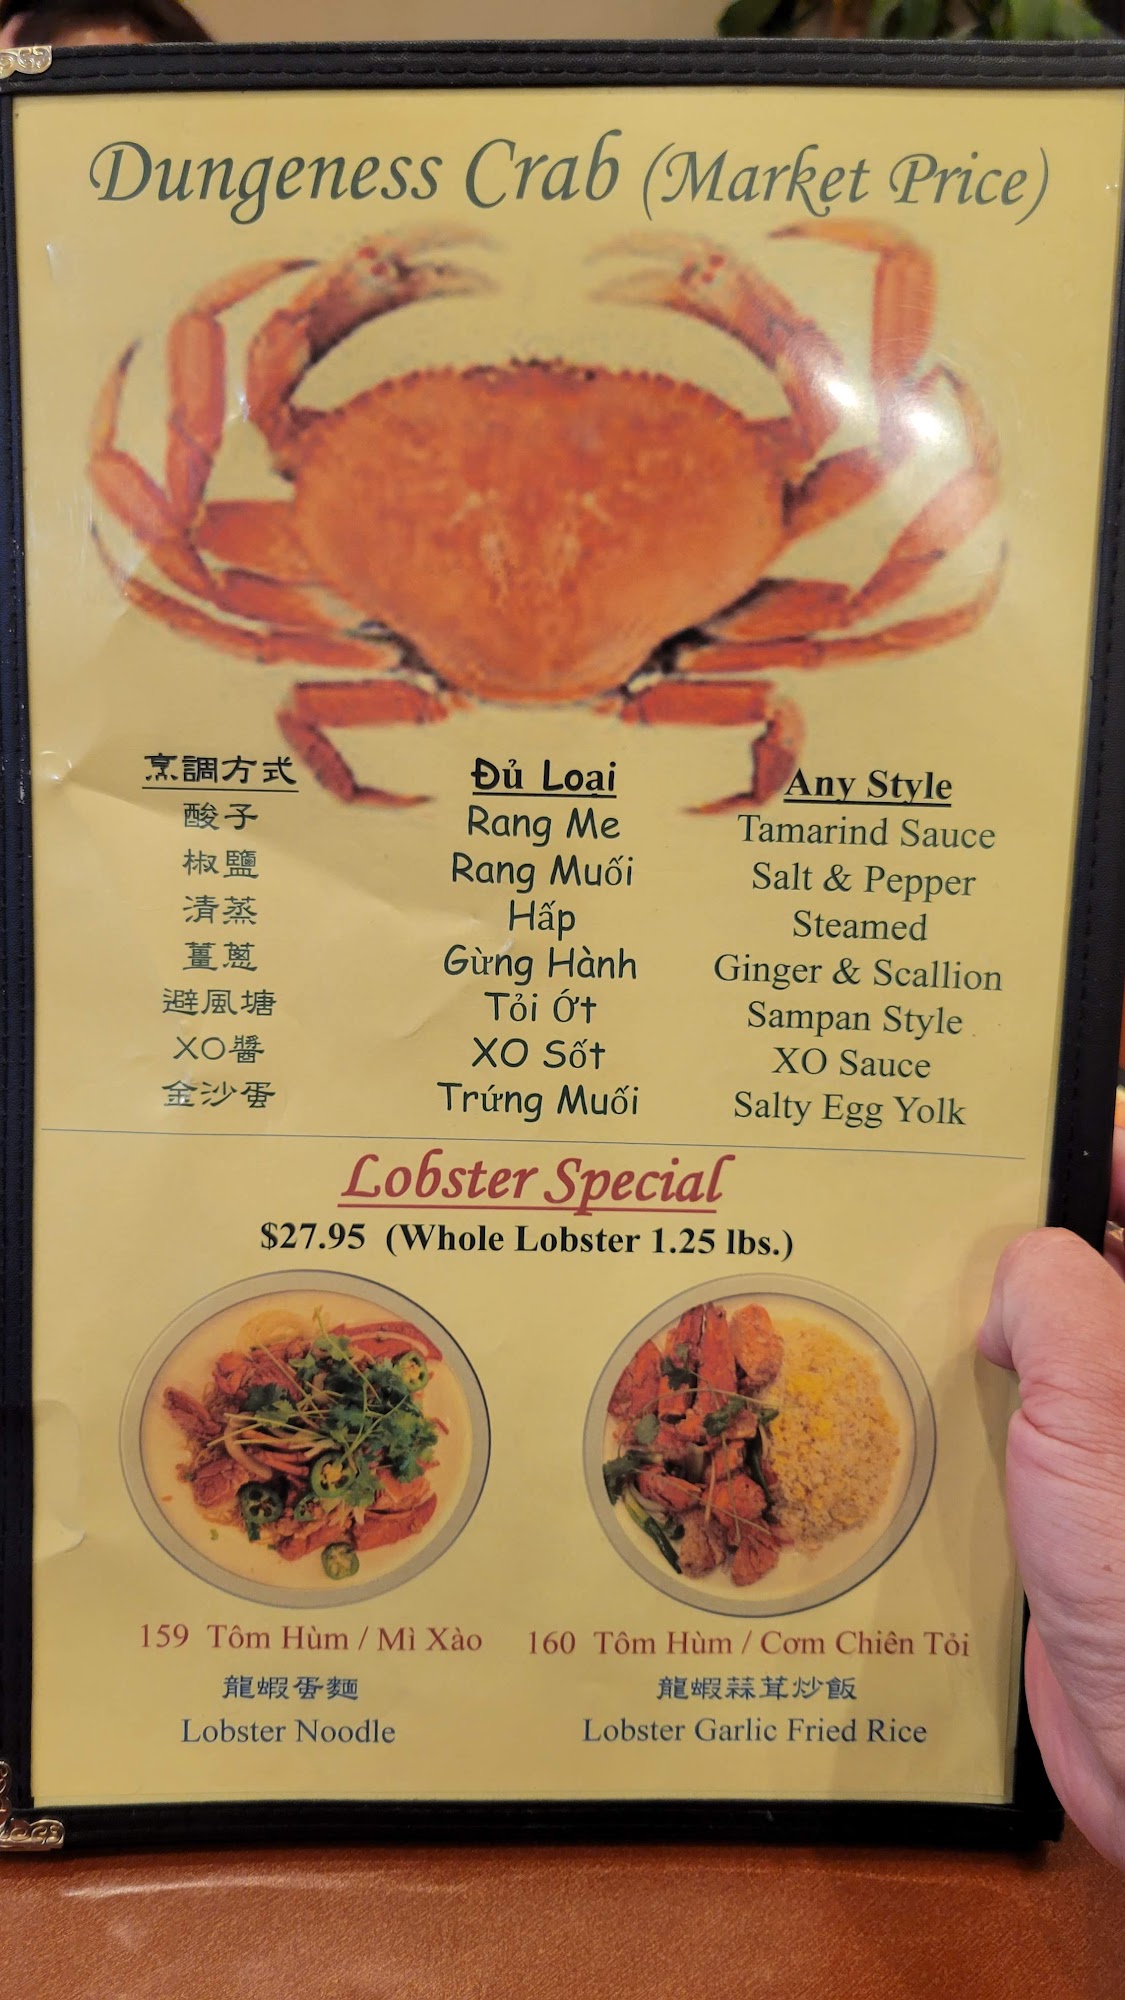 Dungeness Crab (Market Price)
烹調方式 Đủ Loại Any Style
酸子 Rang Me Tamarind Sauce
椒鹽 Rang Muối Salt & Pepper
清蒸 Hấp Steamed
薑蔥 Gừng Hành Ginger & Scallion
避風塘 Tỏi Ớt Sampan Style
XO醬 XO Sốt XO Sauce
金沙蛋 Trứng Muối Salty Egg Yolk
Lobster Special
$27.95 (Whole Lobster 1.25 lbs.)
159 Tôm Hùm / Mì Xào 160 Tôm Hùm / Cơm Chiên Tỏi
龍蝦蛋麵 龍蝦蒜茸炒飯
Lobster Noodle Lobster Garlic Fried Rice